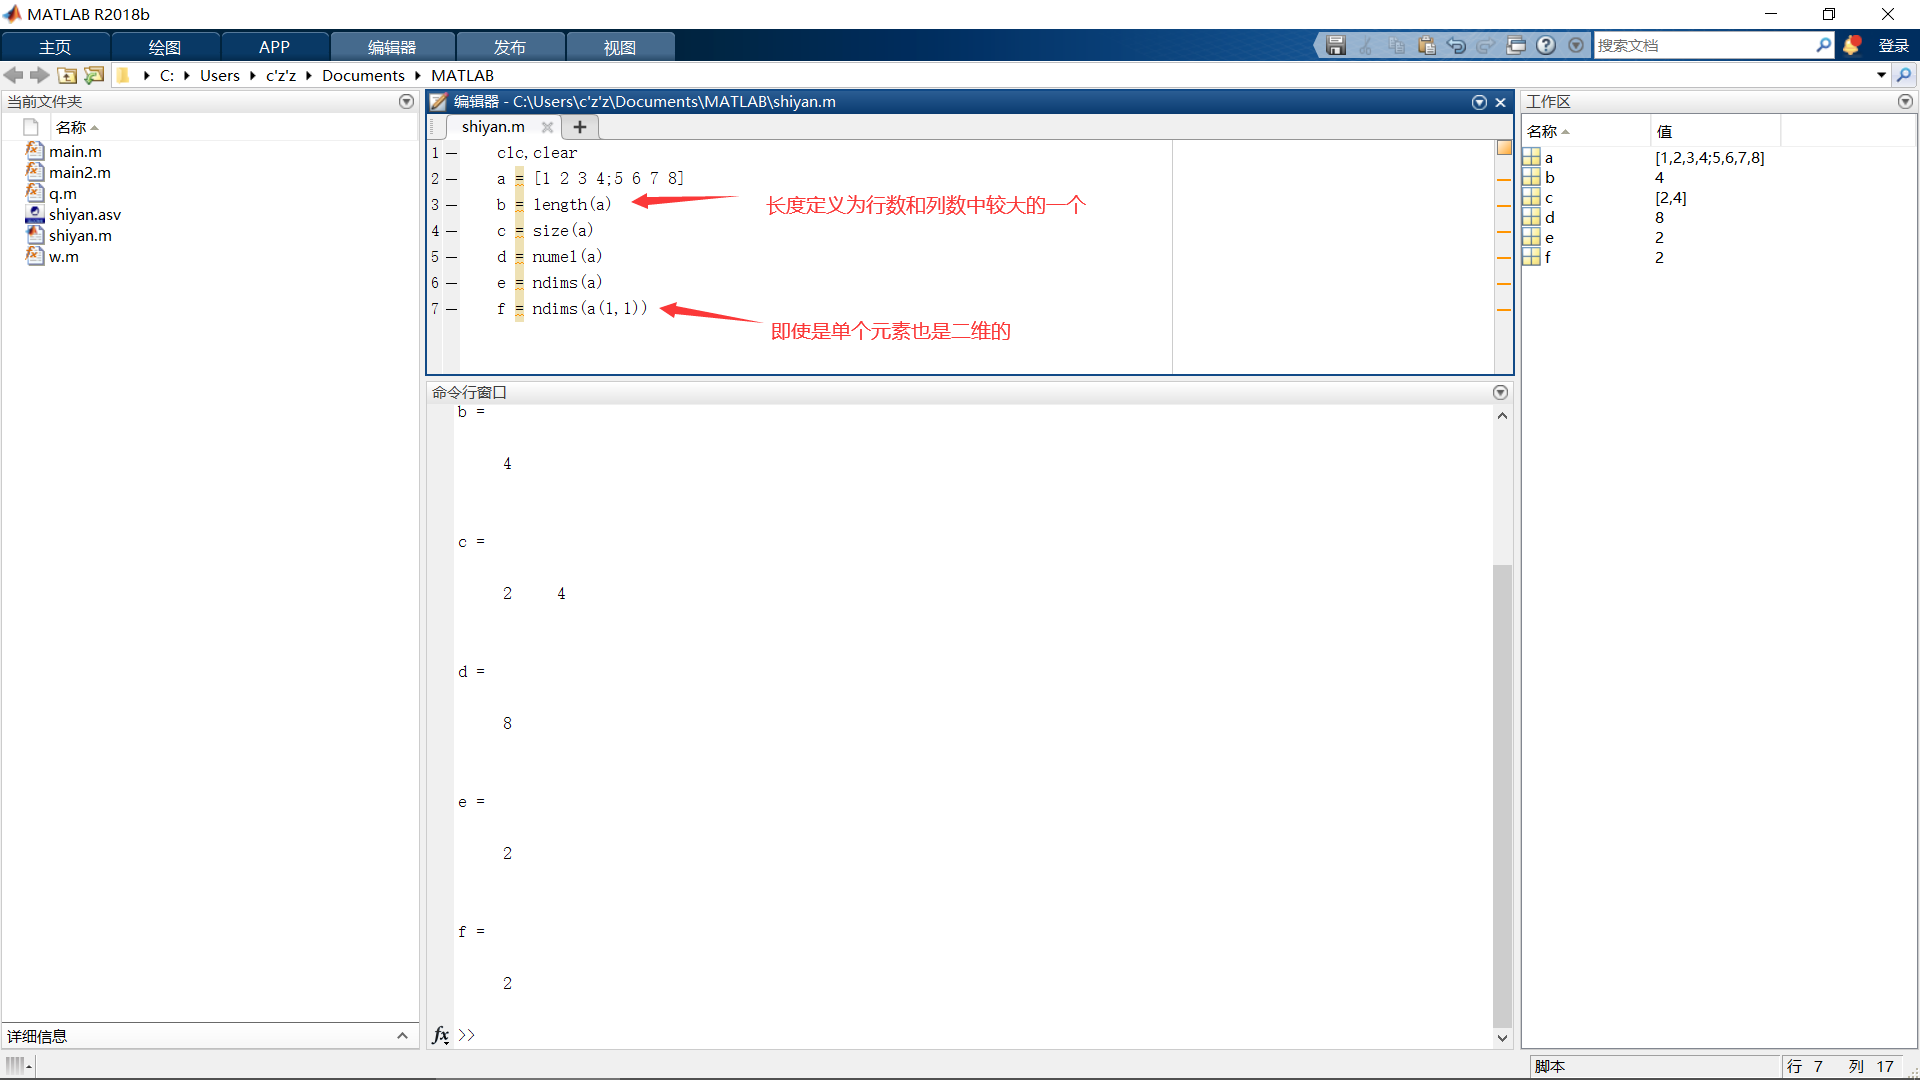 MATLAB R2018b
主页 绘图 APP 编辑器 发布 视图 搜索文档 登录
C: Users c'z'z Documents MATLAB
当前文件夹
名称
main.m
main2.m
q.m
shiyan.asv
shiyan.m
w.m
详细信息
编辑器 - C:\Users\c'z'z\Documents\MATLAB\shiyan.m
shiyan.m
1 clc,clear
2 a = [1 2 3 4;5 6 7 8]
3 b = length(a) 长度定义为行数和列数中较大的一个
4 c = size(a)
5 d = numel(a)
6 e = ndims(a)
7 f = ndims(a(1,1))
即使是单个元素也是二维的
命令行窗口
b =
4
c =
2 4
d =
8
e =
2
f =
2
fx >>
工作区
名称 值
a [1,2,3,4;5,6,7,8]
b 4
c [2,4]
d 8
e 2
f 2
脚本 行 7 列 17